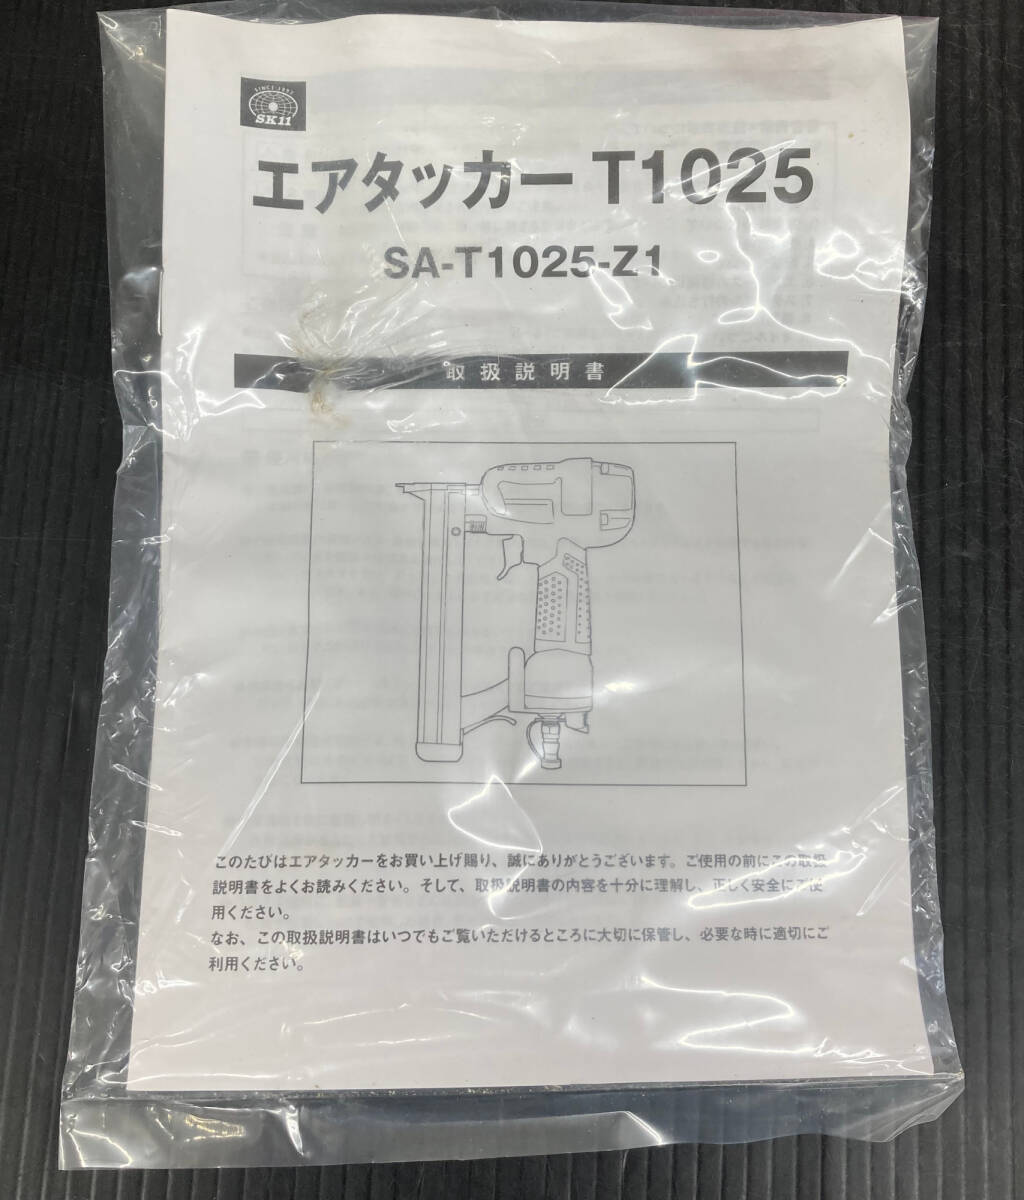 SINCE 1897
SK11
エアタッカー T1025
SA-T1025-Z1
取扱説明書
このたびはエアタッカーをお買い上げ賜り、誠にありがとうございます。ご使用の前にこの取扱
説明書をよくお読みください。そして、取扱説明書の内容を十分に理解し、正しく安全にご使
用ください。
なお、この取扱説明書はいつでもご覧いただけるところに大切に保管し、必要な時に適切にご
利用ください。